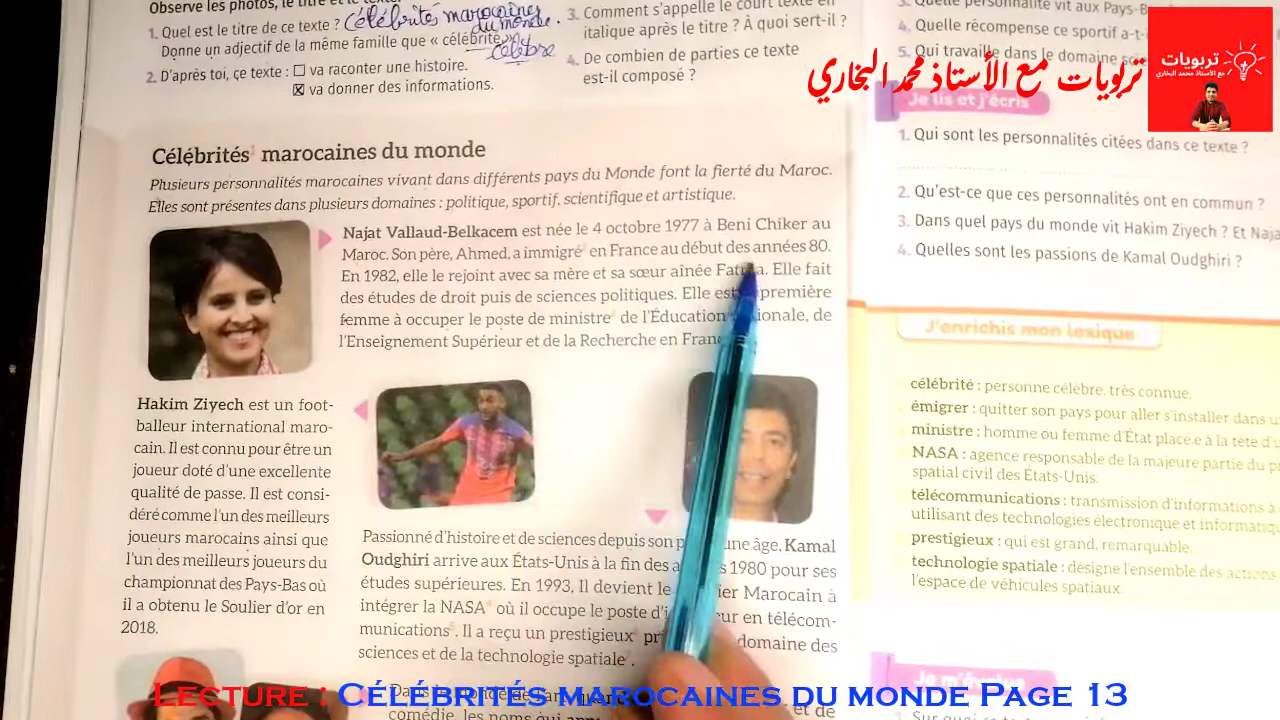 Observe les photos, le titre et le texte
1. Quel est le titre de ce texte ? Célébrités marocaines
du monde.
Donne un adjectif de la même famille que « célébrité ».
célèbre
2. D'après toi, ce texte : ☐ va raconter une histoire.
☒ va donner des informations.
3. Comment s'appelle le court texte en
italique après le titre ? À quoi sert-il ?
4. De combien de parties ce texte
est-il composé ?
Célébrités¹ marocaines du monde
Plusieurs personnalités marocaines vivant dans différents pays du Monde font la fierté du Maroc.
Elles sont présentes dans plusieurs domaines : politique, sportif, scientifique et artistique.
Najat Vallaud-Belkacem est née le 4 octobre 1977 à Beni Chiker au
Maroc. Son père, Ahmed, a immigré en France au début des années 80.
En 1982, elle le rejoint avec sa mère et sa sœur aînée. Elle fait
des études de droit puis de sciences politiques. Elle est première
femme à occuper le poste de ministre de l'Éducation, de
l'Enseignement Supérieur et de la Recherche en
Hakim Ziyech est un foot-
balleur international maro-
cain. Il est connu pour être un
joueur doté d'une excellente
qualité de passe. Il est consi-
déré comme l'un des meilleurs
joueurs marocains ainsi que
l'un des meilleurs joueurs du
championnat des Pays-Bas où
il a obtenu le Soulier d'or en
2018.
Passionné d'histoire et de sciences depuis son âge, Kamal
Oudghiri arrive aux États-Unis à la fin des 1980 pour ses
études supérieures. En 1993, Il devient le Marocain à
intégrer la NASA où il occupe le poste en télécom-
munications. Il a reçu un prestigieux domaine des
sciences et de la technologie spatiale.
comédie, les noms qui
et de
3. Quelle personnalité vit aux Pays-B
4. Quelle récompense ce sportif a-t-i
5. Qui travaille dans le domaine
Je lis et j'écris
1. Qui sont les personnalités citées dans ce texte ?
2. Qu'est-ce que ces personnalités ont en commun ?
3. Dans quel pays du monde vit Hakim Ziyech ? Et Naja
4. Quelles sont les passions de Kamal Oudghiri ?
J'enrichis mon lexique
célébrité : personne célèbre, très connue.
émigrer : quitter son pays pour aller s'installer dans u
ministre : homme ou femme d'État placé.e à la tête d'u
NASA : agence responsable de la majeure partie du p
spatial civil des États-Unis.
télécommunications : transmission d'informations à
utilisant des technologies électronique et informatiq
prestigieux : qui est grand, remarquable.
technologie spatiale : désigne l'ensemble des actions
l'espace de véhicules spatiaux.
Je m'évalue
تربويات مع الأستاذ محمد البخاري
تربويات
مع الأستاذ محمد البخاري
Lecture : Célébrités marocaines du monde Page 13